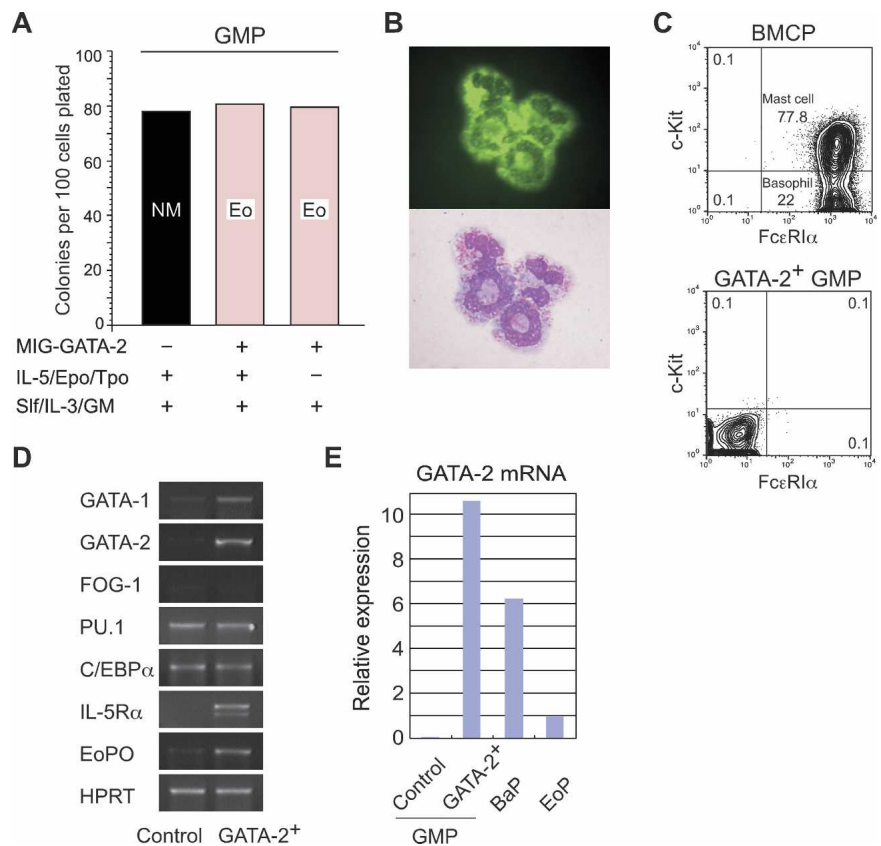 A
GMP
Colonies per 100 cells plated
100
80
60
40
20
0
NM
Eo
Eo
MIG-GATA-2 – + +
IL-5/Epo/Tpo + + –
Slf/IL-3/GM + + +
B
C
BMCP
c-Kit
10⁴
10³
10²
10¹
10⁰
0.1
Mast cell
77.8
0.1
Basophil
22
10⁰ 10¹ 10² 10³ 10⁴
FcεRIα
GATA-2⁺ GMP
c-Kit
10⁴
10³
10²
10¹
10⁰
0.1 0.1
0.1
10⁰ 10¹ 10² 10³ 10⁴
FcεRIα
D
GATA-1
GATA-2
FOG-1
PU.1
C/EBPα
IL-5Rα
EoPO
HPRT
Control GATA-2⁺
E
GATA-2 mRNA
Relative expression
10
8
6
4
2
0
Control GATA-2⁺ BaP EoP
GMP